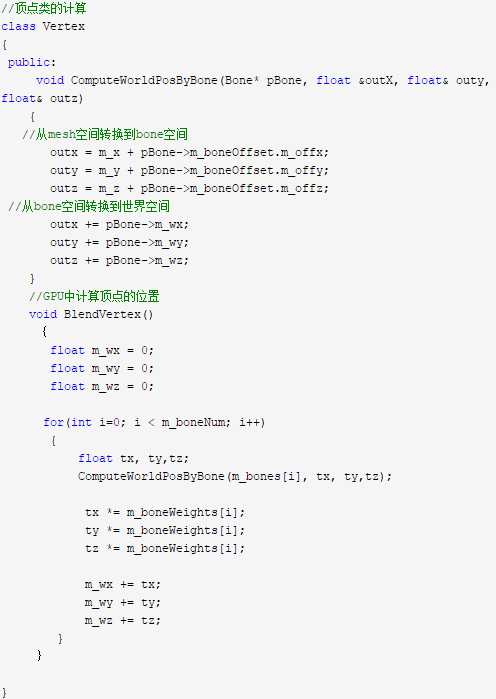 //顶点类的计算
class Vertex
{
public:
void ComputeWorldPosByBone(Bone* pBone, float &outX, float& outy,
float& outz)
{
//从mesh空间转换到bone空间
outx = m_x + pBone->m_boneOffset.m_offx;
outy = m_y + pBone->m_boneOffset.m_offy;
outz = m_z + pBone->m_boneOffset.m_offz;
//从bone空间转换到世界空间
outx += pBone->m_wx;
outy += pBone->m_wy;
outz += pBone->m_wz;
}
//GPU中计算顶点的位置
void BlendVertex()
{
float m_wx = 0;
float m_wy = 0;
float m_wz = 0;
for(int i=0; i < m_boneNum; i++)
{
float tx, ty,tz;
ComputeWorldPosByBone(m_bones[i], tx, ty,tz);
tx *= m_boneWeights[i];
ty *= m_boneWeights[i];
tz *= m_boneWeights[i];
m_wx += tx;
m_wy += ty;
m_wz += tz;
}
}
}